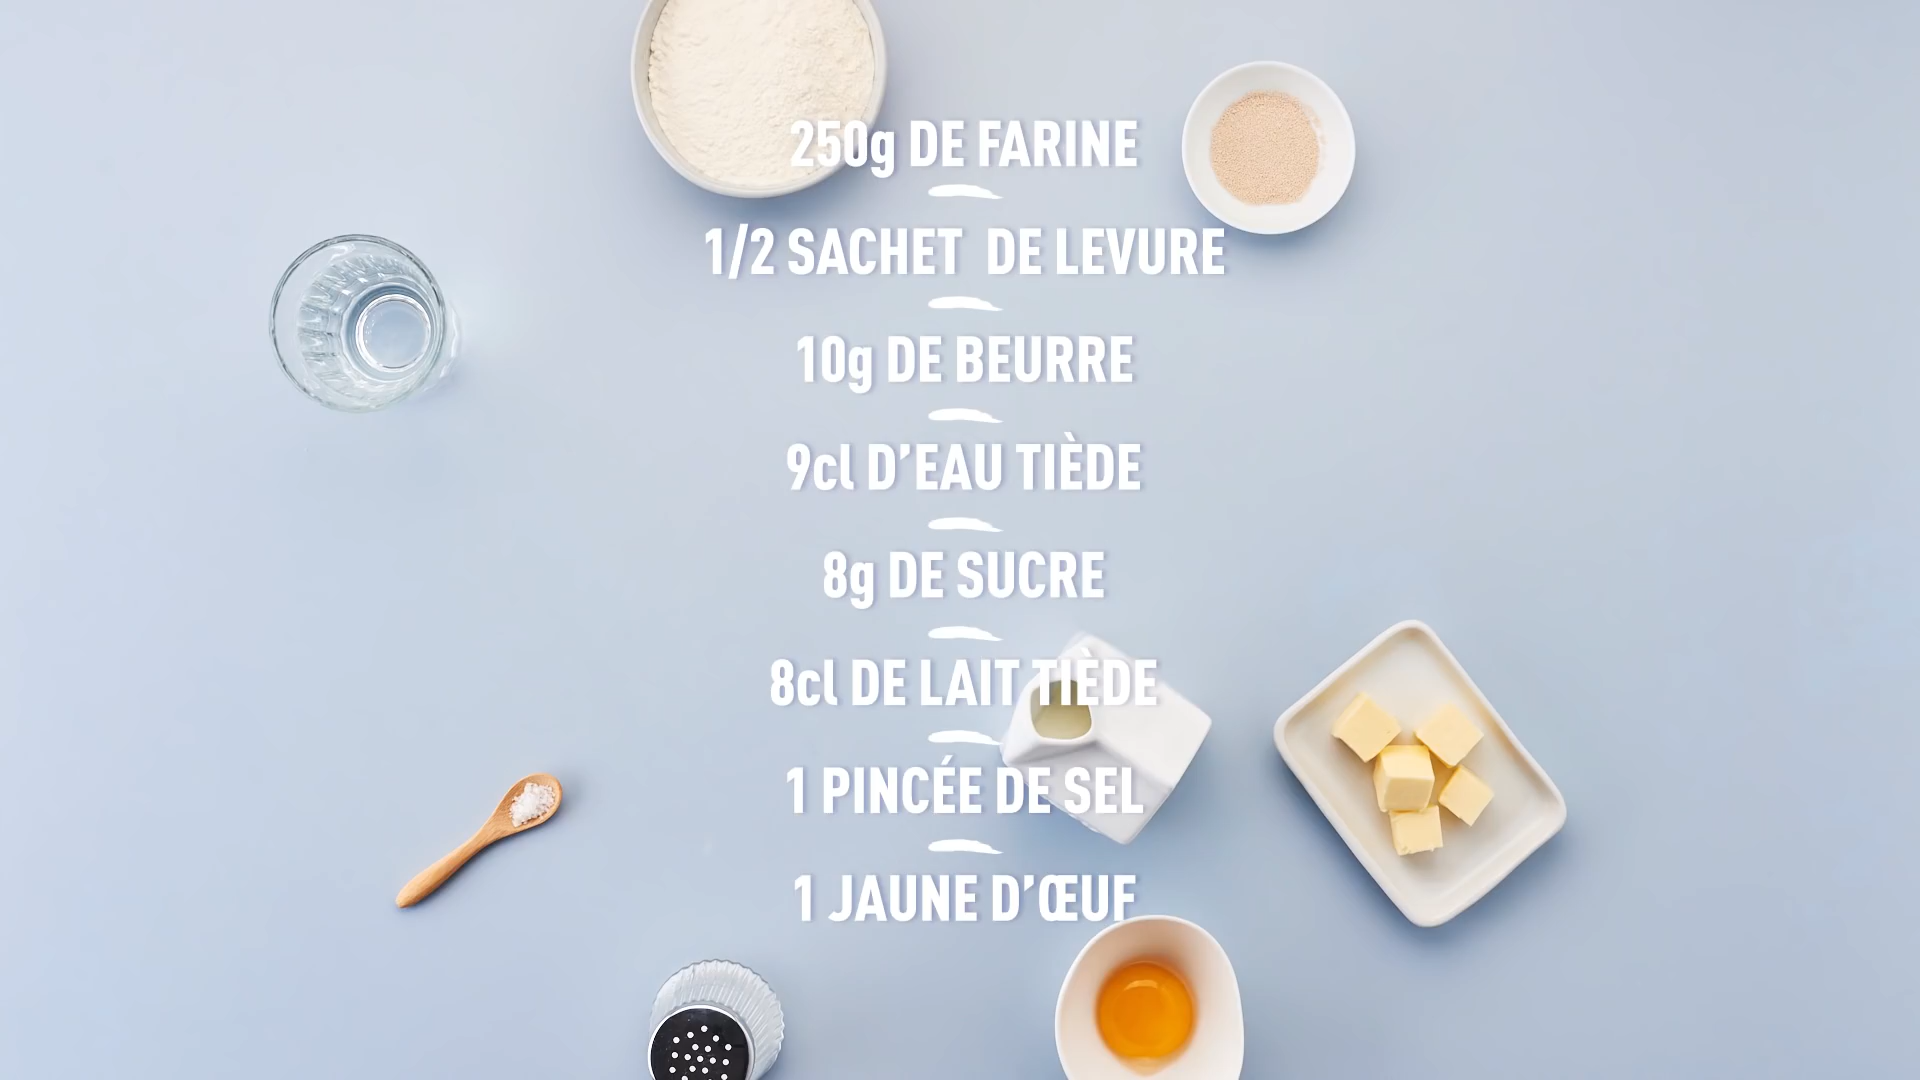 250g DE FARINE
1/2 SACHET DE LEVURE
10g DE BEURRE
9cl D’EAU TIÈDE
8g DE SUCRE
8cl DE LAIT TIÈDE
1 PINCÉE DE SEL
1 JAUNE D’ŒUF